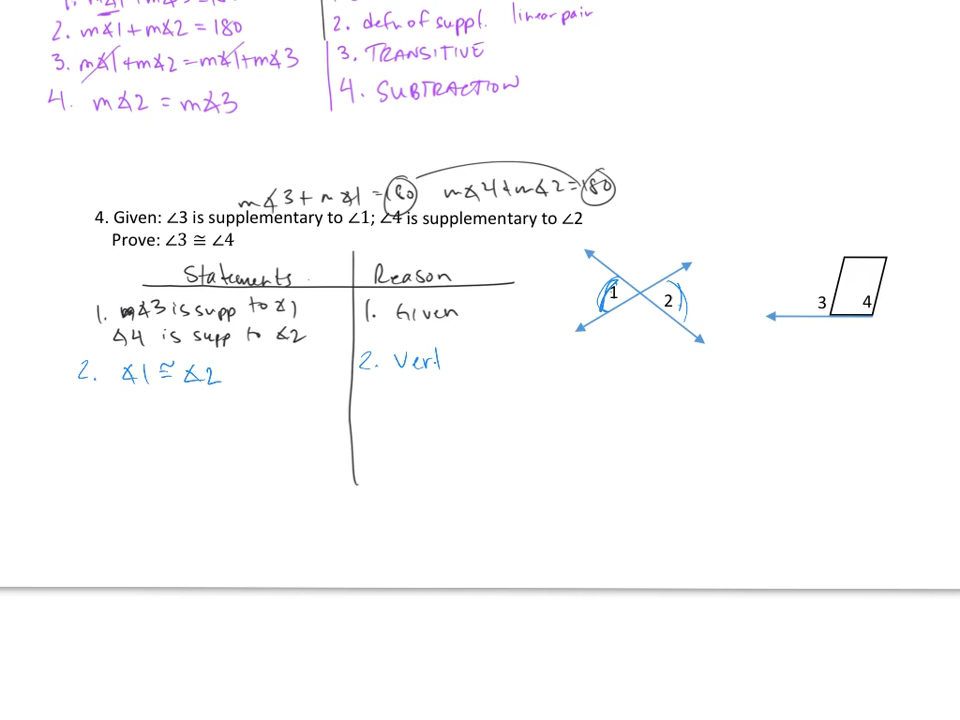 2. m∡1 + m∡2 = 180 2. defn of suppl. linear pair
3. m∡1 + m∡2 = m∡1 + m∡3 3. TRANSITIVE
4. m∡2 = m∡3 4. SUBTRACTION
m∡3 + m∡1 = 180 m∡4 + m∡2 = 180
4. Given: ∠3 is supplementary to ∠1; ∠4 is supplementary to ∠2
Prove: ∠3 ≅ ∠4
Statements Reason
1. ∡3 is supp to ∡1 1. Given
∡4 is supp to ∡2
2. ∡1 ≅ ∡2 2. Vert
1 2
3 4